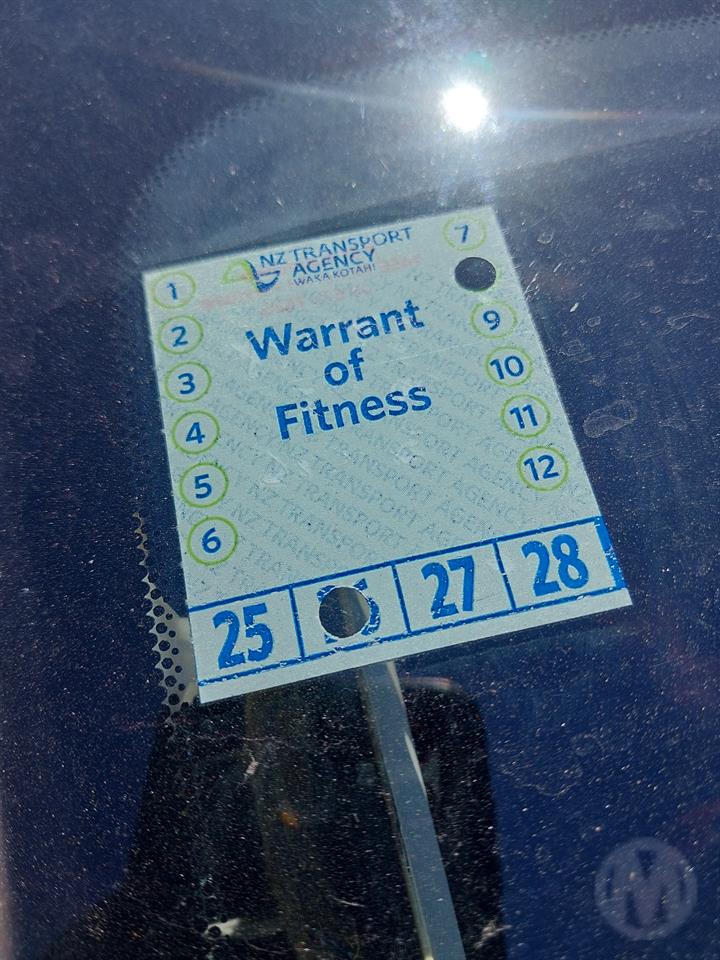 NZ TRANSPORT
AGENCY
WAKA KOTAHI
Warrant
of
Fitness
1
2
3
4
5
6
7
9
10
11
12
25
27
28
M